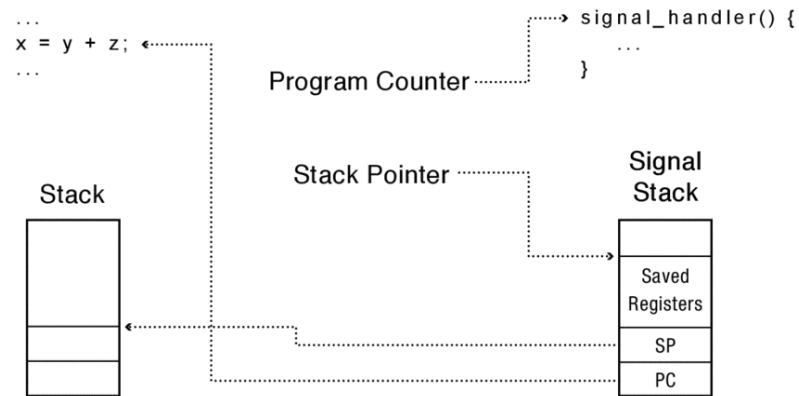 ...
x = y + z;
...
signal_handler() {
...
}
Program Counter
Stack Pointer
Stack
Signal
Stack
Saved
Registers
SP
PC